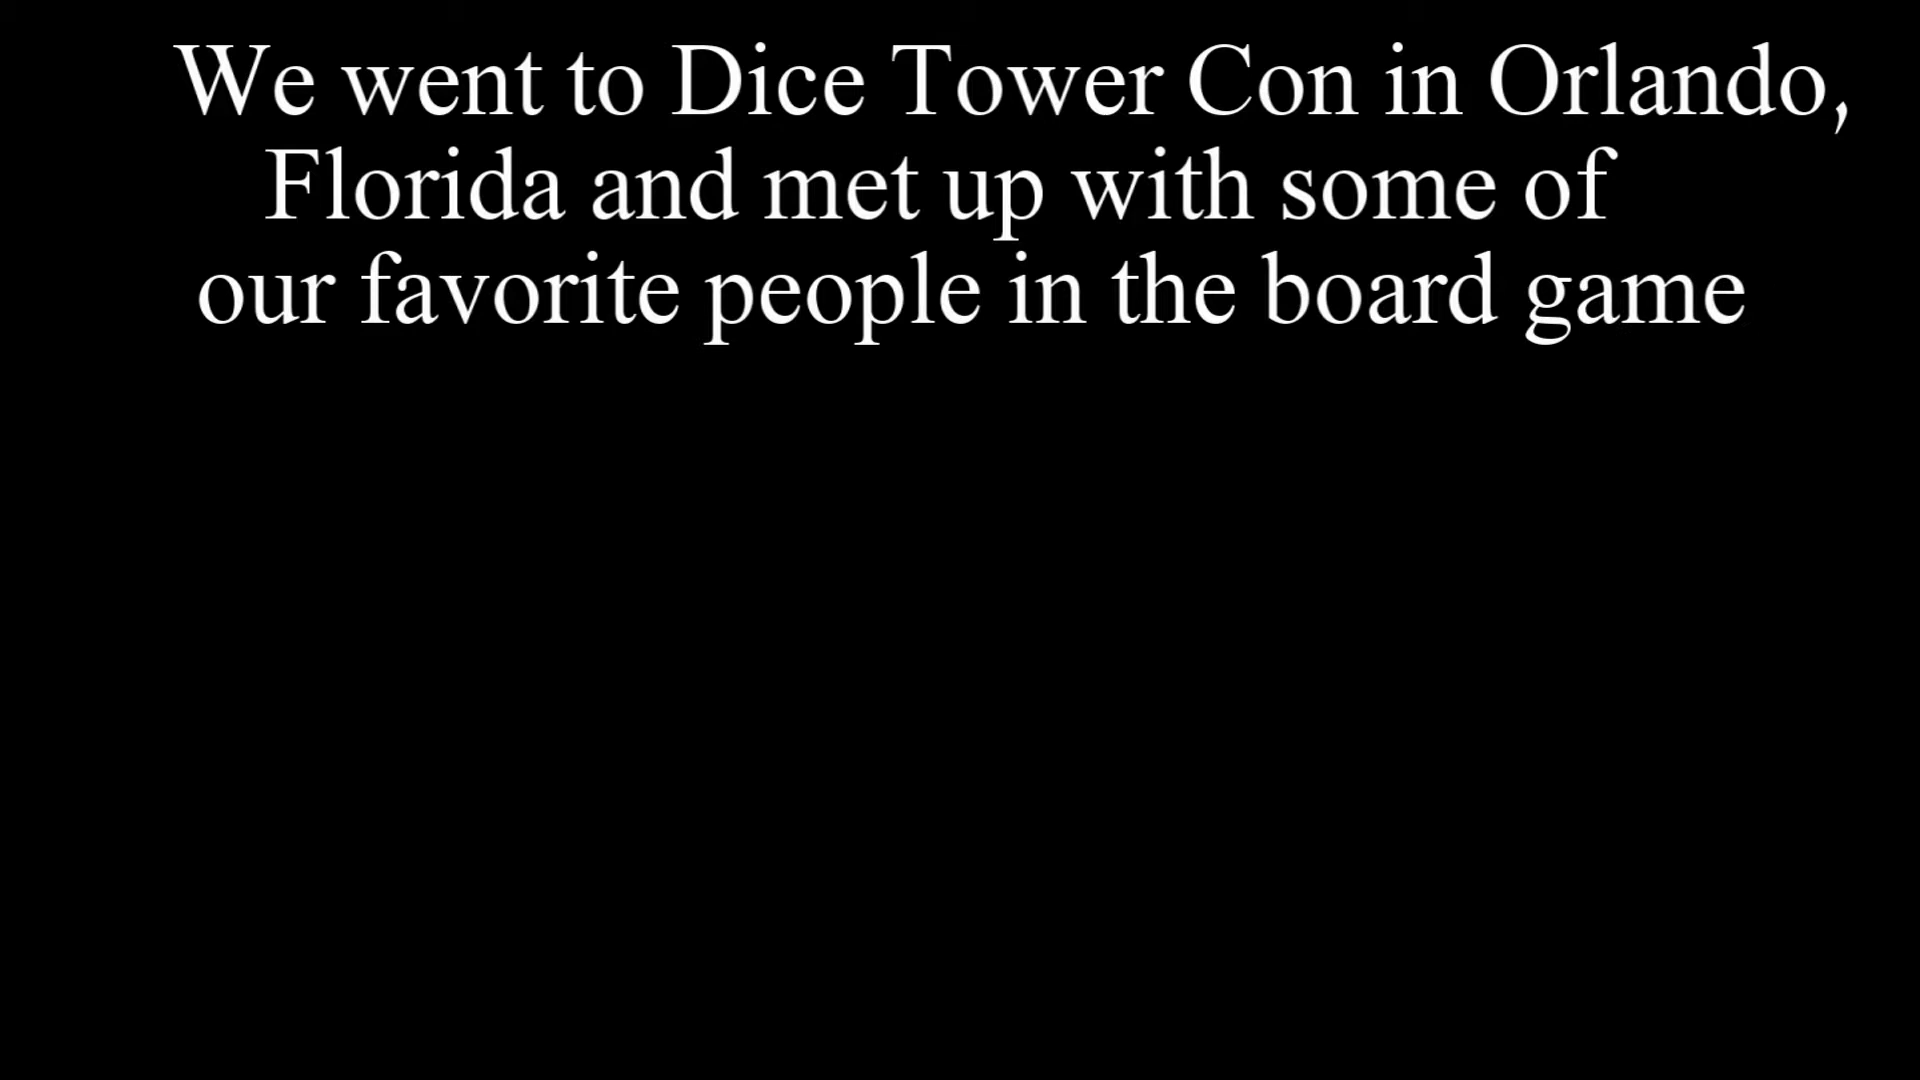 We went to Dice Tower Con in Orlando,
Florida and met up with some of
our favorite people in the board game